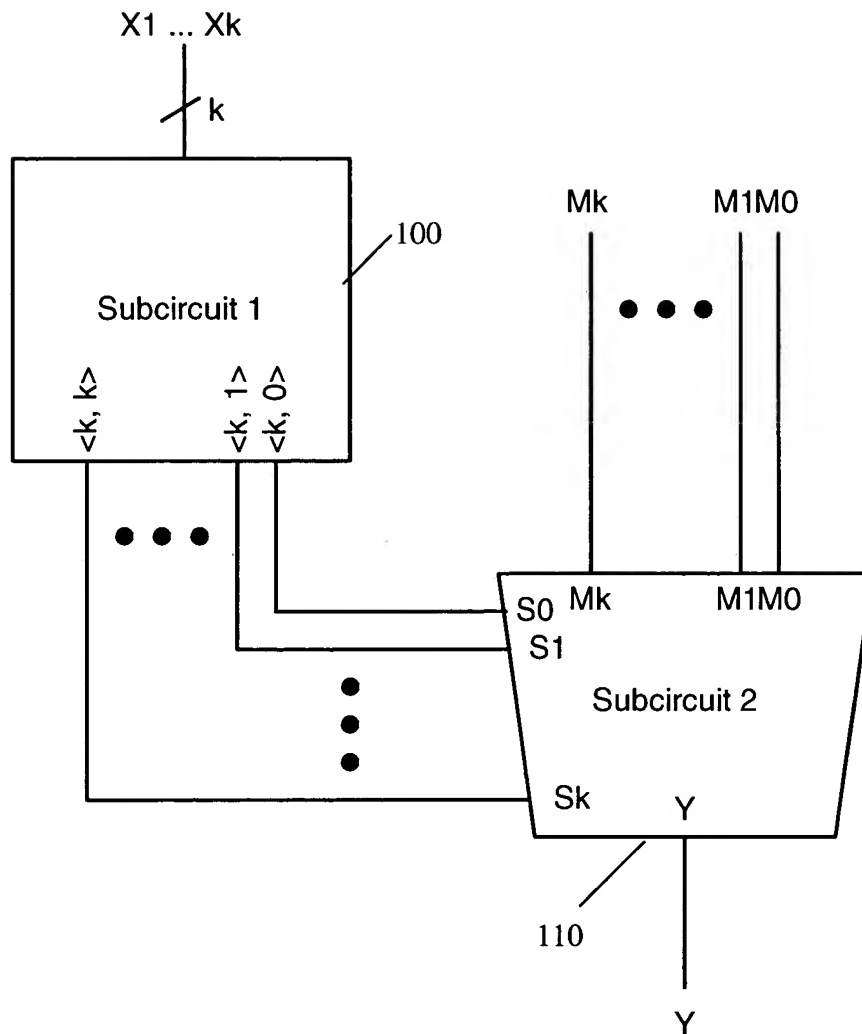 X1 ... Xk
k
Mk M1M0
100
Subcircuit 1
<k, k>
<k, 1>
<k, 0>
Mk M1M0
S0
S1
Subcircuit 2
Sk
Y
110
Y